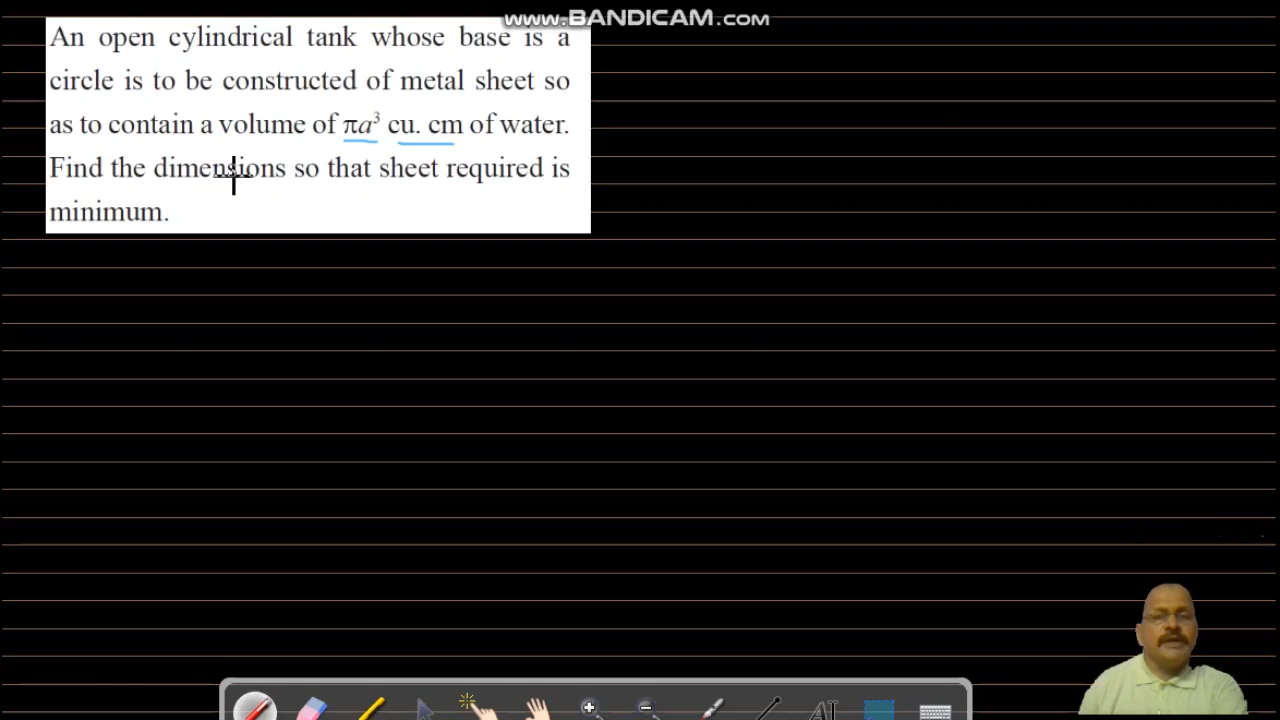 www.BANDICAM.com
An open cylindrical tank whose base is a
circle is to be constructed of metal sheet so
as to contain a volume of πa³ cu. cm of water.
Find the dimensions so that sheet required is
minimum.